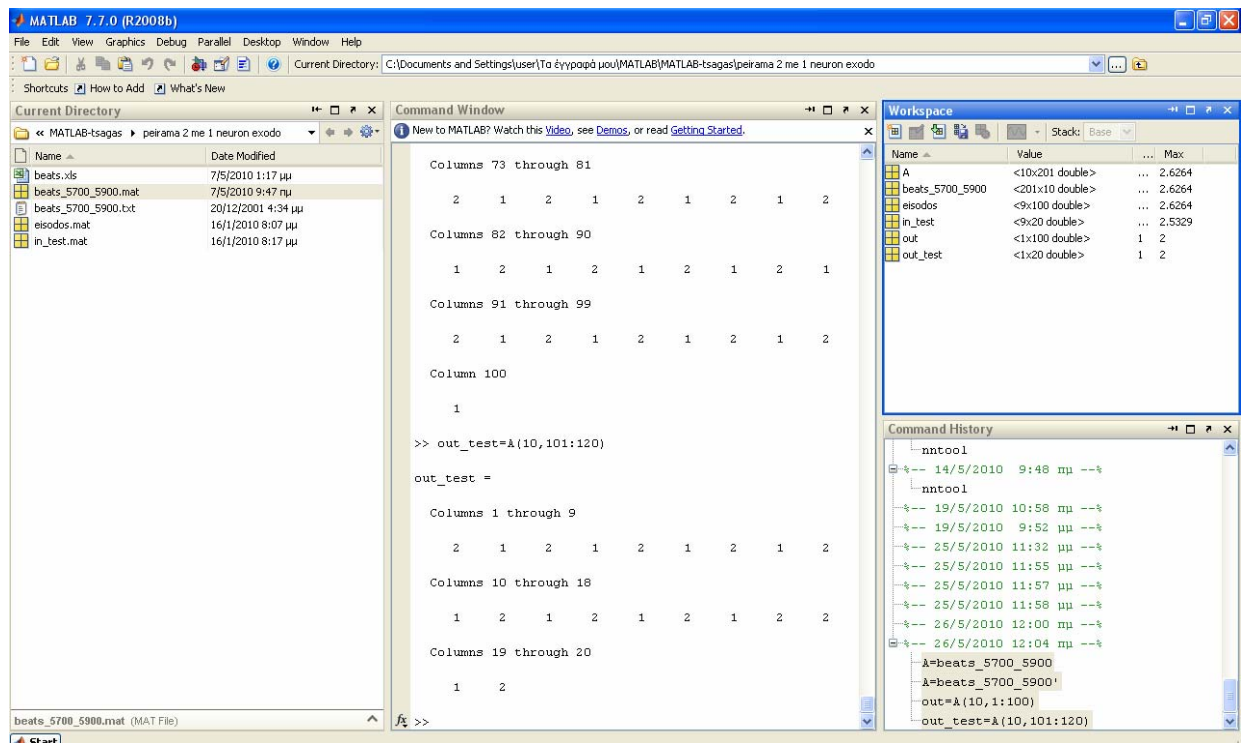 MATLAB 7.7.0 (R2008b)
File Edit View Graphics Debug Parallel Desktop Window Help
Current Directory: C:\Documents and Settings\user\Τα έγγραφά μου\MATLAB\MATLAB-tsagas\peirama 2 me 1 neuron exodo
Shortcuts How to Add What's New
Current Directory
« MATLAB-tsagas ▸ peirama 2 me 1 neuron exodo
Name Date Modified
beats.xls 7/5/2010 1:17 μμ
beats_5700_5900.mat 7/5/2010 9:47 πμ
beats_5700_5900.txt 20/12/2001 4:34 μμ
eisodos.mat 16/1/2010 8:07 μμ
in_test.mat 16/1/2010 8:17 μμ
beats_5700_5900.mat (MAT File)
Start
Command Window
New to MATLAB? Watch this Video, see Demos, or read Getting Started.
Columns 73 through 81
2 1 2 1 2 1 2 1 2
Columns 82 through 90
1 2 1 2 1 2 1 2 1
Columns 91 through 99
2 1 2 1 2 1 2 1 2
Column 100
1
>> out_test=A(10,101:120)
out_test =
Columns 1 through 9
2 1 2 1 2 1 2 1 2
Columns 10 through 18
1 2 1 2 1 2 1 2 2
Columns 19 through 20
1 2
fx >>
Workspace
Stack: Base
Name Value ... Max
A <10x201 double> ... 2.6264
beats_5700_5900 <201x10 double> ... 2.6264
eisodos <9x100 double> ... 2.6264
in_test <9x20 double> ... 2.5329
out <1x100 double> 1 2
out_test <1x20 double> 1 2
Command History
nntool
%-- 14/5/2010 9:48 πμ --%
nntool
%-- 19/5/2010 10:58 πμ --%
%-- 19/5/2010 9:52 μμ --%
%-- 25/5/2010 11:32 μμ --%
%-- 25/5/2010 11:55 μμ --%
%-- 25/5/2010 11:57 μμ --%
%-- 25/5/2010 11:58 μμ --%
%-- 26/5/2010 12:00 πμ --%
%-- 26/5/2010 12:04 πμ --%
A=beats_5700_5900
A=beats_5700_5900'
out=A(10,1:100)
out_test=A(10,101:120)